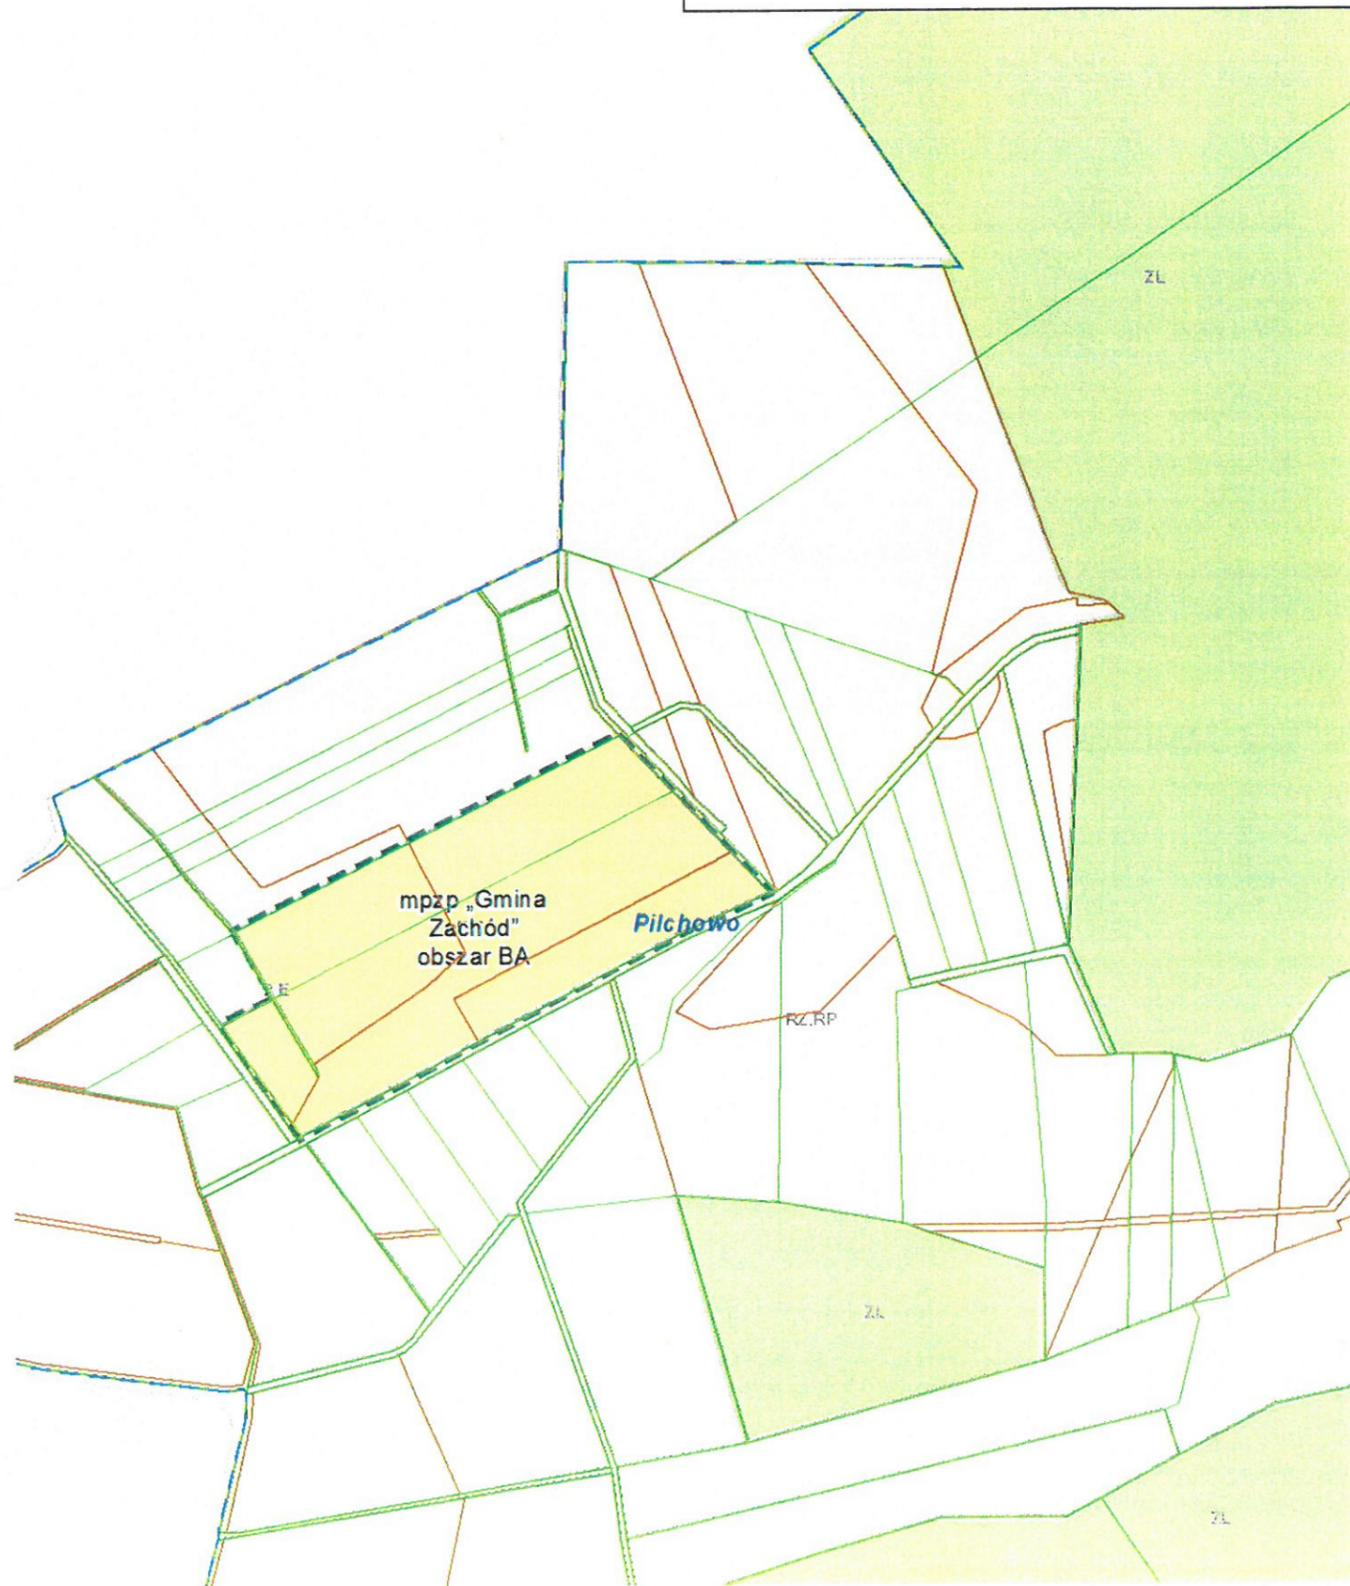 ZL
mpzp „Gmina
Zachód”
obszar BA
Pilchowo
RZ,RP
ZL
ZL